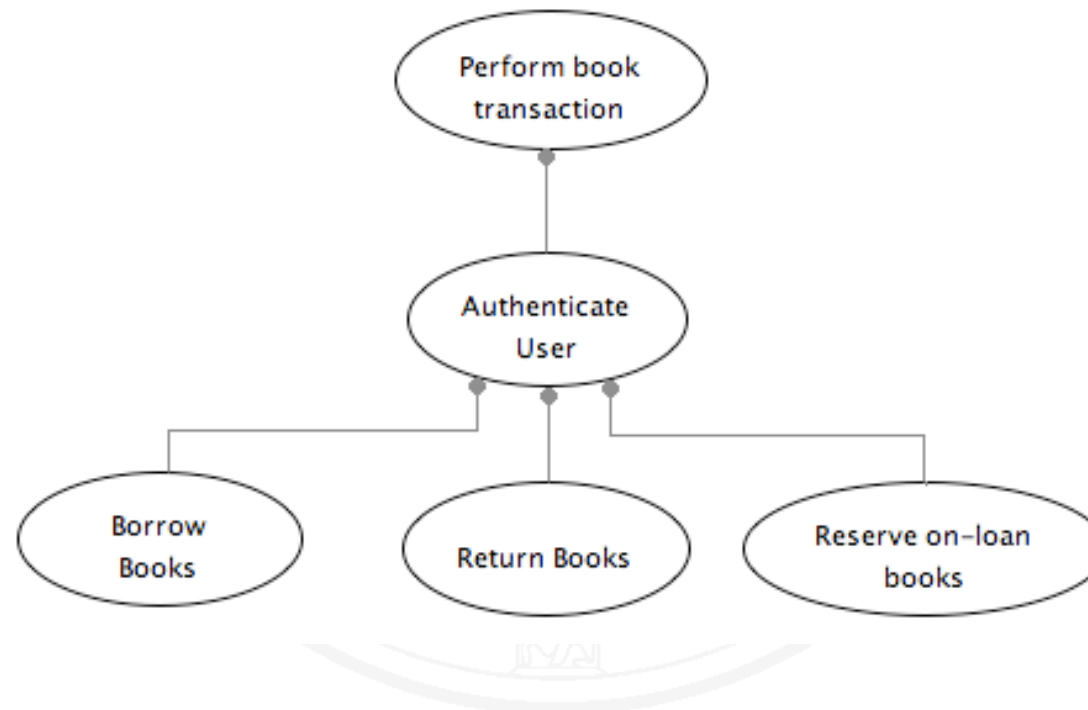 Perform book
transaction
Authenticate
User
Borrow
Books
Return Books
Reserve on-loan
books